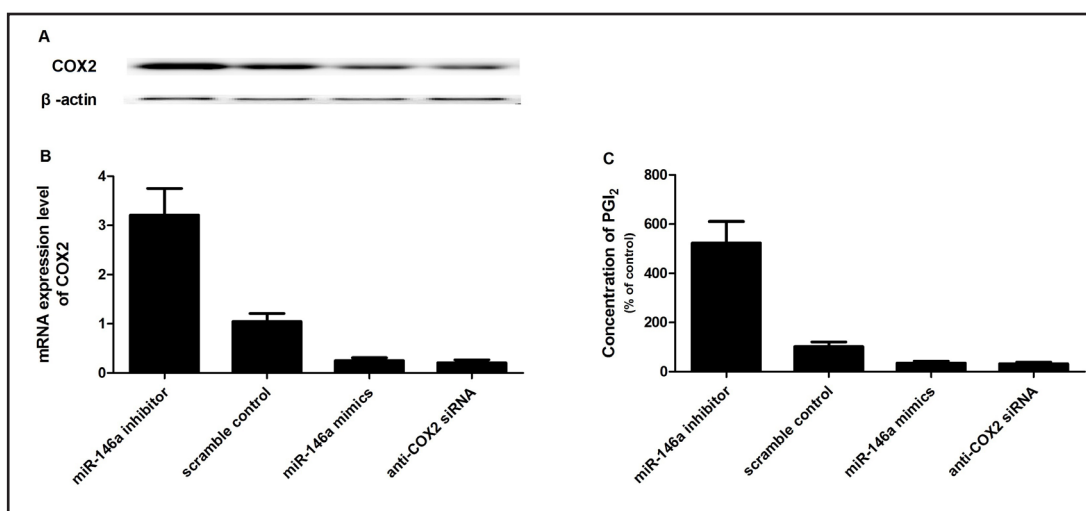 A
COX2
β -actin
B
mRNA expression level
of COX2
4
3
2
1
0
miR-146a inhibitor
scramble control
miR-146a mimics
anti-COX2 siRNA
C
Concentration of PGI₂
(% of control)
800
600
400
200
0
miR-146a inhibitor
scramble control
miR-146a mimics
anti-COX2 siRNA